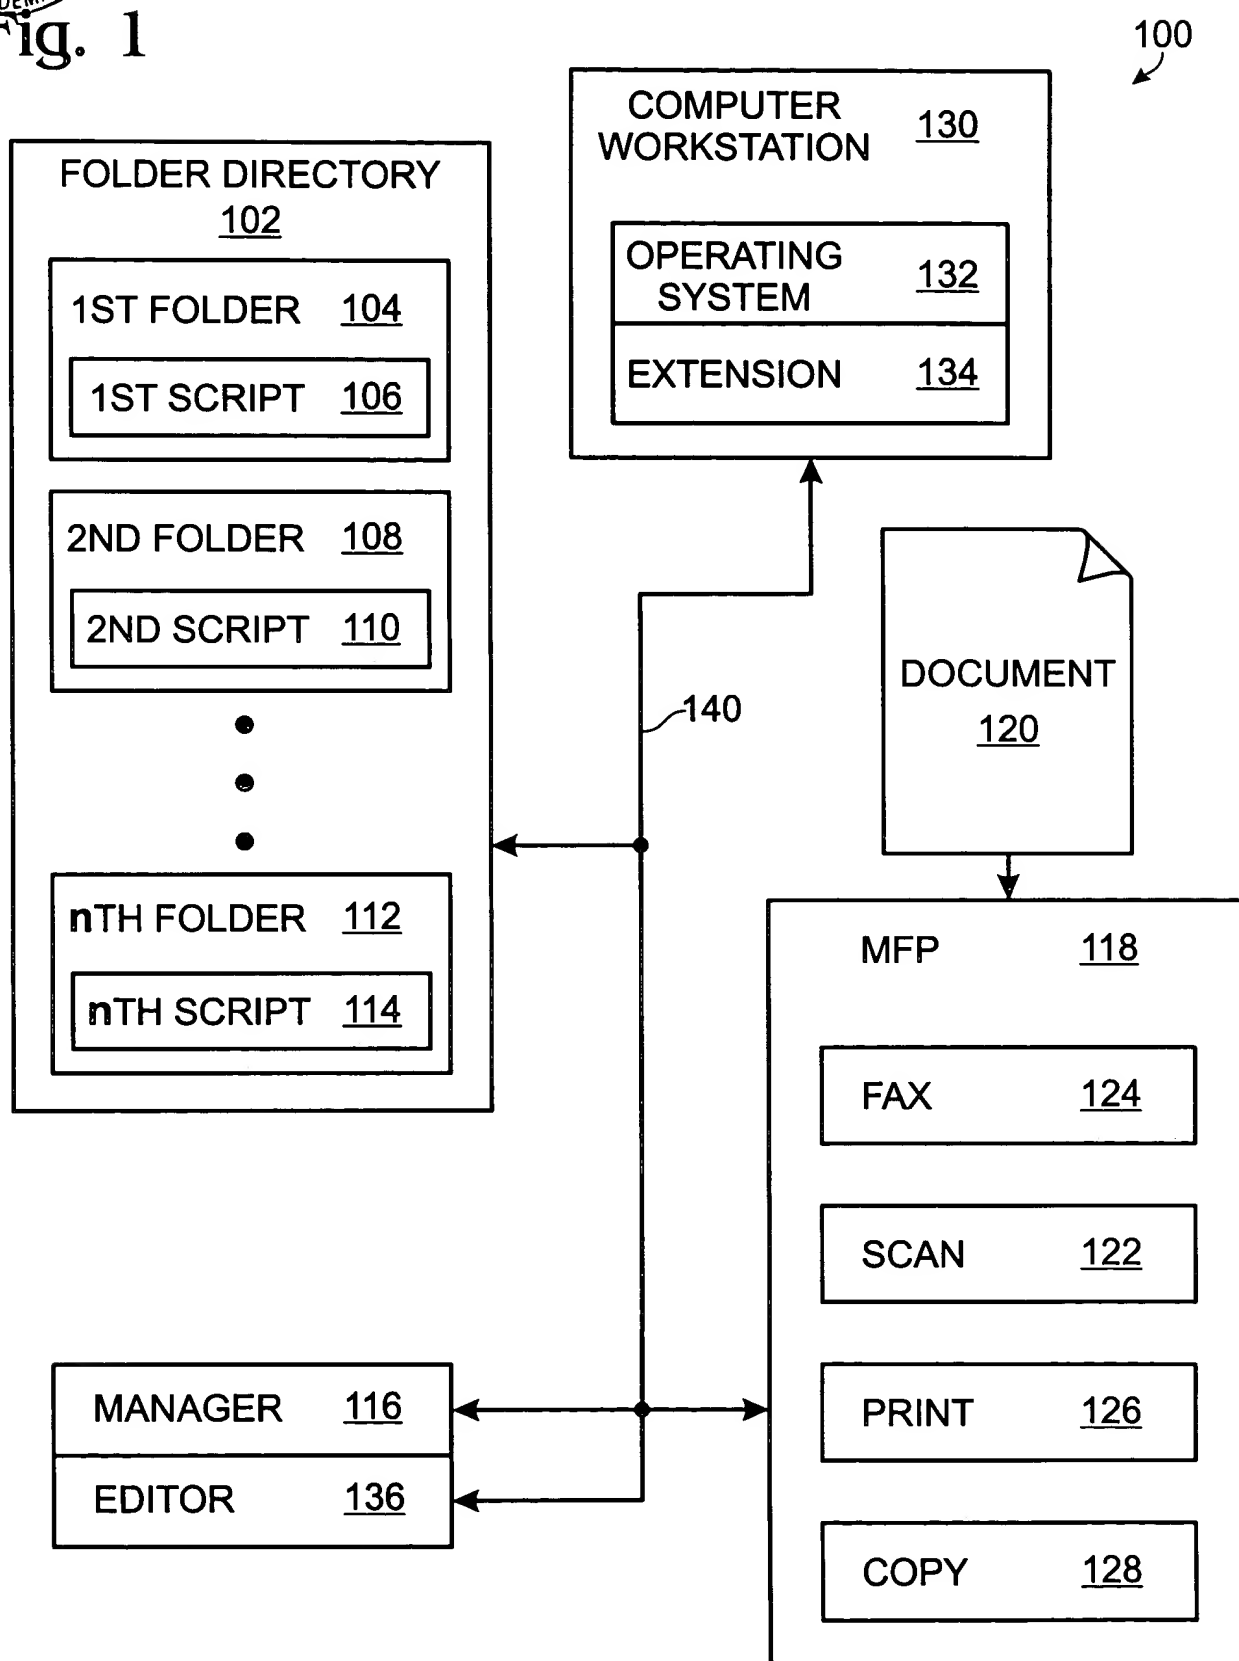 Fig. 1
100
COMPUTER
WORKSTATION 130
OPERATING
SYSTEM 132
EXTENSION 134
FOLDER DIRECTORY
102
1ST FOLDER 104
1ST SCRIPT 106
2ND FOLDER 108
2ND SCRIPT 110
nTH FOLDER 112
nTH SCRIPT 114
140
DOCUMENT
120
MFP 118
FAX 124
SCAN 122
PRINT 126
COPY 128
MANAGER 116
EDITOR 136